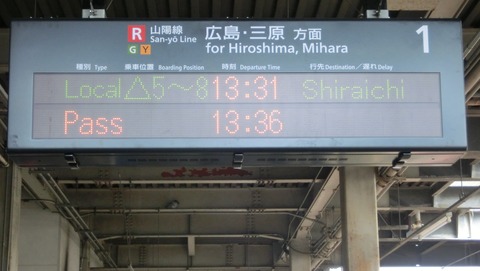 R 山陽線 広島・三原 方面 1
San-yō Line for Hiroshima, Mihara
G Y
種別 Type 乗車位置 Boarding Position 時刻 Departure Time 行先 Destination / 遅れ Delay
Local △5~8 13:31 Shiraichi
Pass 13:36